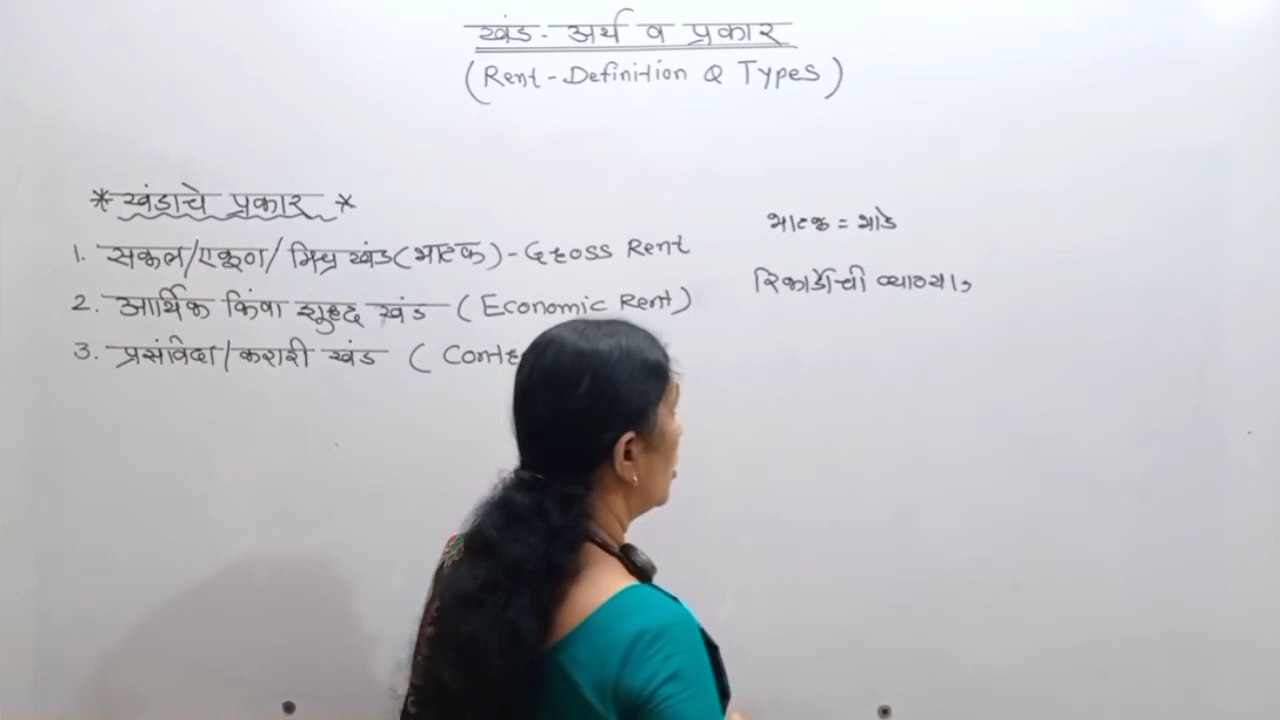 खंड - अर्थ व प्रकार
(Rent - Definition & Types)
* खंडाचे प्रकार *
1. सकल/एकूण/मिश्र खंड (भाटक) - Gross Rent
2. आर्थिक किंवा शुद्ध खंड (Economic Rent)
3. प्रसंविदा/करारी खंड (Cont
भाटक = भाडे
रिकार्डोची व्याख्या,